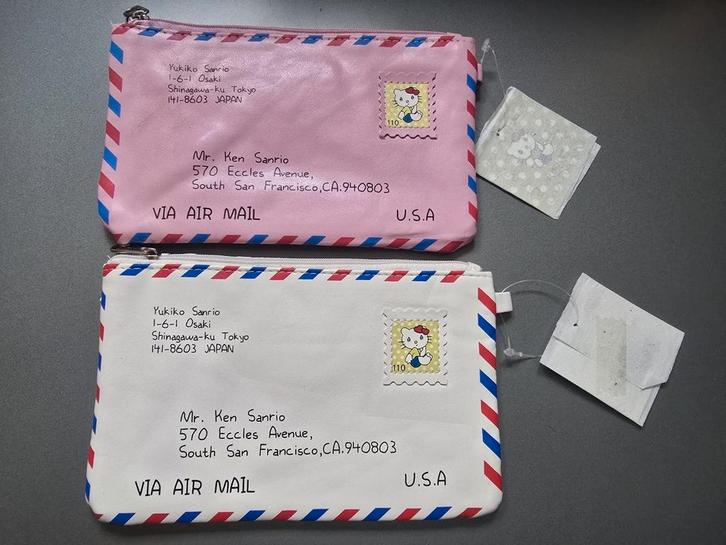 Yukiko Sanrio
1-6-1 Osaki
Shinagawa-ku Tokyo
141-8603 JAPAN
110
Mr. Ken Sanrio
570 Eccles Avenue,
South San Francisco,CA.940803
VIA AIR MAIL
U.S.A
Yukiko Sanrio
1-6-1 Osaki
Shinagawa-ku Tokyo
141-8603 JAPAN
110
Mr. Ken Sanrio
570 Eccles Avenue,
South San Francisco,CA.940803
VIA AIR MAIL
U.S.A